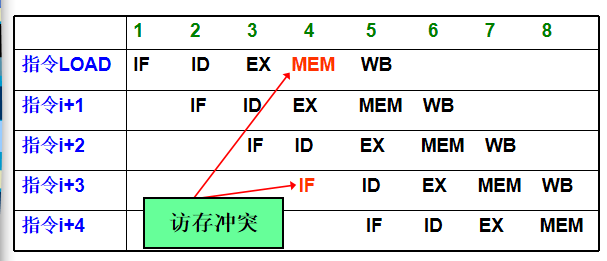 1 2 3 4 5 6 7 8
指令LOAD IF ID EX MEM WB
指令i+1 IF ID EX MEM WB
指令i+2 IF ID EX MEM WB
指令i+3 IF ID EX MEM WB
指令i+4 IF ID EX MEM
访存冲突